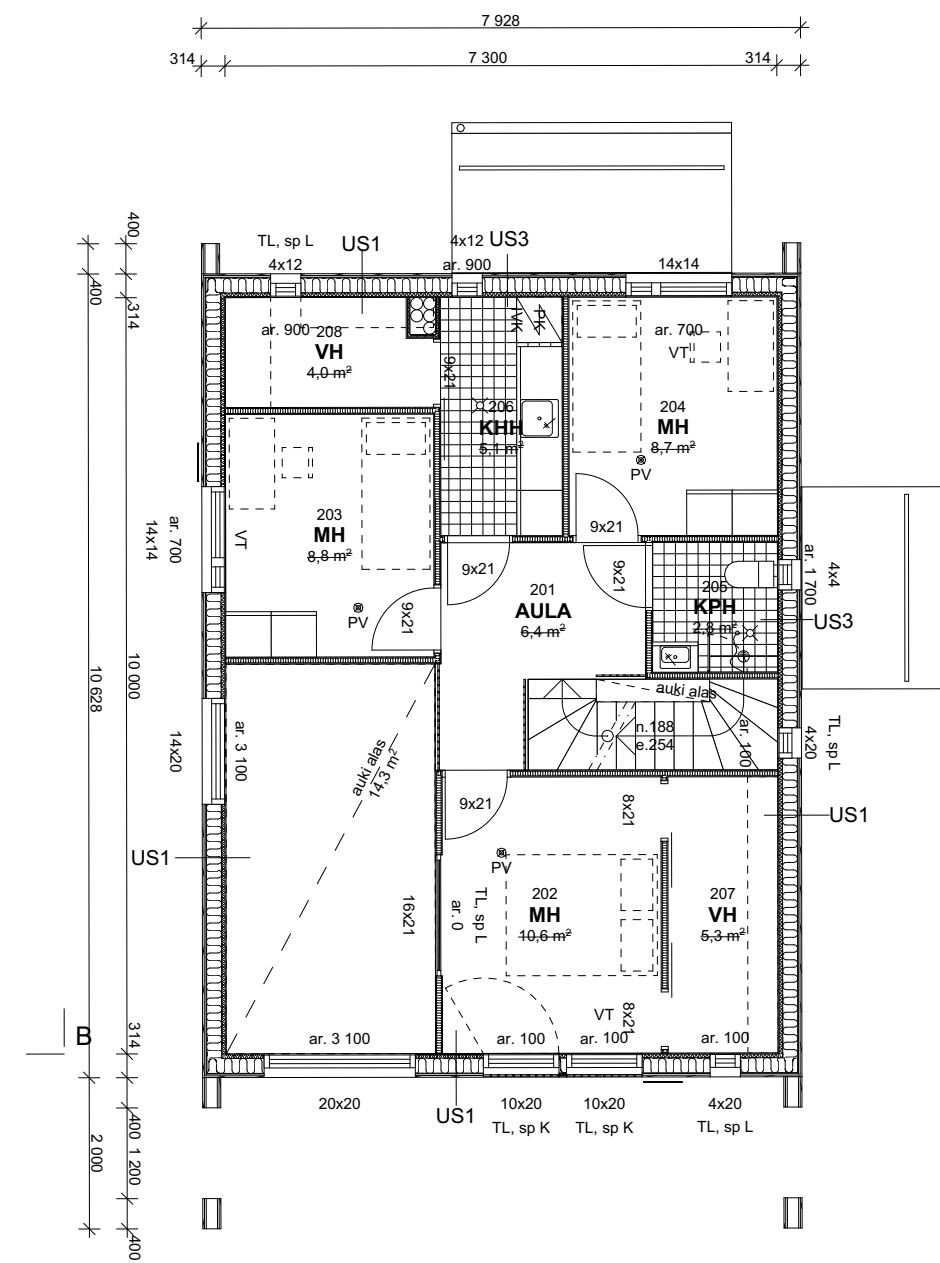 7 928
314
7 300
314
400
TL, sp L
US1
4x12
US3
4x12
ar. 900
14x14
400
314
ar. 900
208
VH
4,0 m²
VK
PK
9x21
ar. 700
VT
206
KHH
5,1 m²
204
MH
8,7 m²
PV
203
MH
8,8 m²
VT
ar. 700
14x14
9x21
9x21
9x21
ar. 1 700
4x4
201
AULA
6,4 m²
205
KPH
2,8 m²
US3
PV
9x21
10 628
10 000
auki alas
n.188
e.254
ar. 100
TL, sp L
4x20
14x20
ar. 3 100
auki alas
14,3 m²
9x21
8x21
US1
US1
PV
16x21
ar. 0
TL, sp L
202
MH
10,6 m²
207
VH
5,3 m²
B
314
VT
8x21
ar. 3 100
ar. 100
ar. 100
ar. 100
20x20
US1
10x20
TL, sp K
10x20
TL, sp K
4x20
TL, sp L
400
1 200
2 000
400